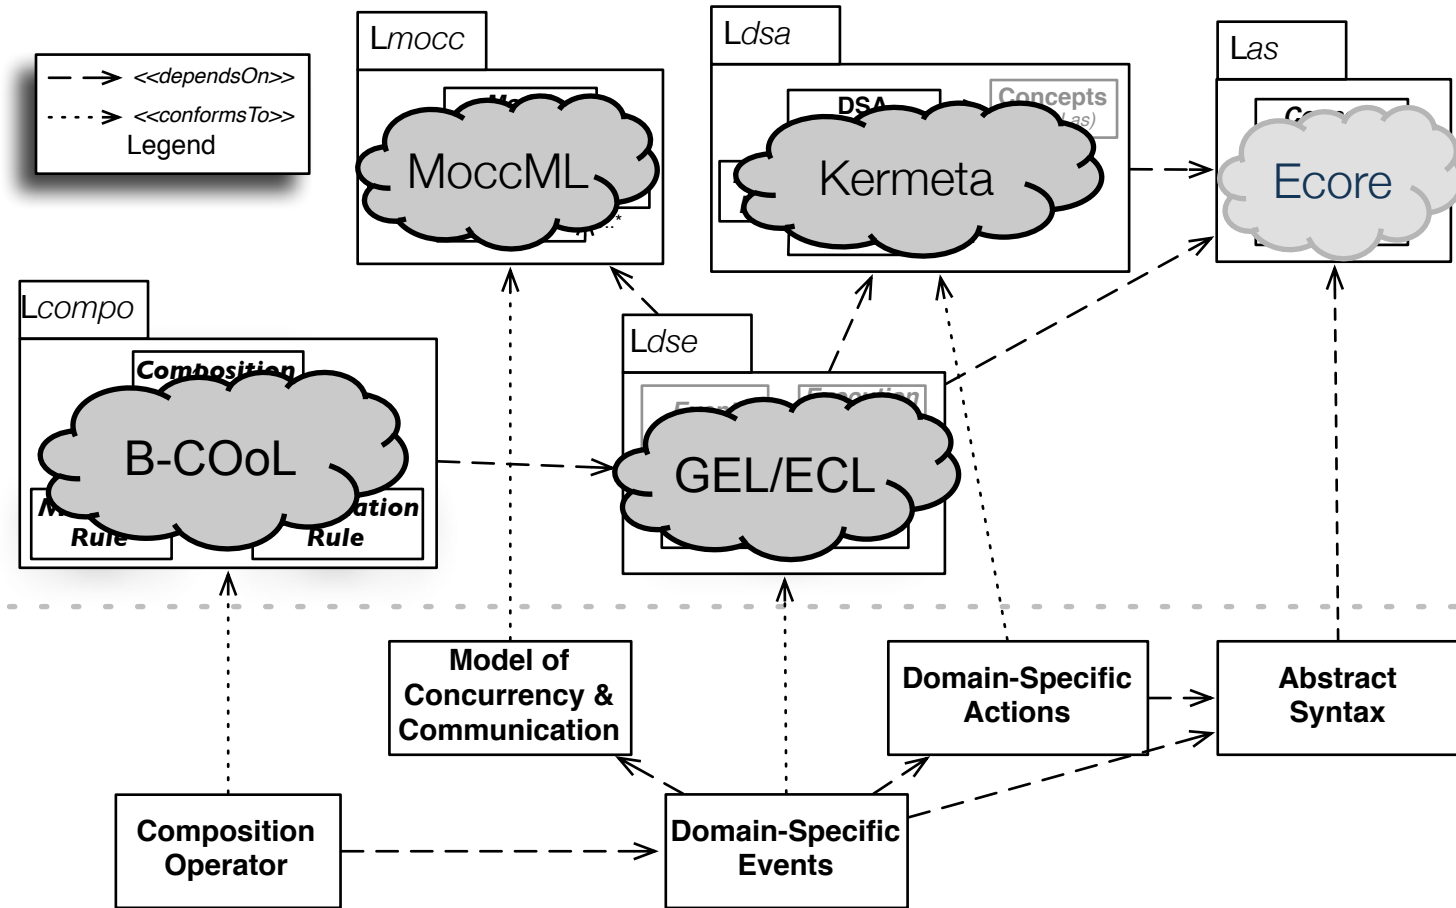 Lmocc
Ldsa
Las
<<dependsOn>>
<<conformsTo>>
Legend
DSA
Concepts
as)
MoccML
Kermeta
Ecore
Lcompo
Ldse
Composition
B-COoL
GEL/ECL
Rule
Rule
Model of
Concurrency &
Communication
Domain-Specific
Actions
Abstract
Syntax
Composition
Operator
Domain-Specific
Events